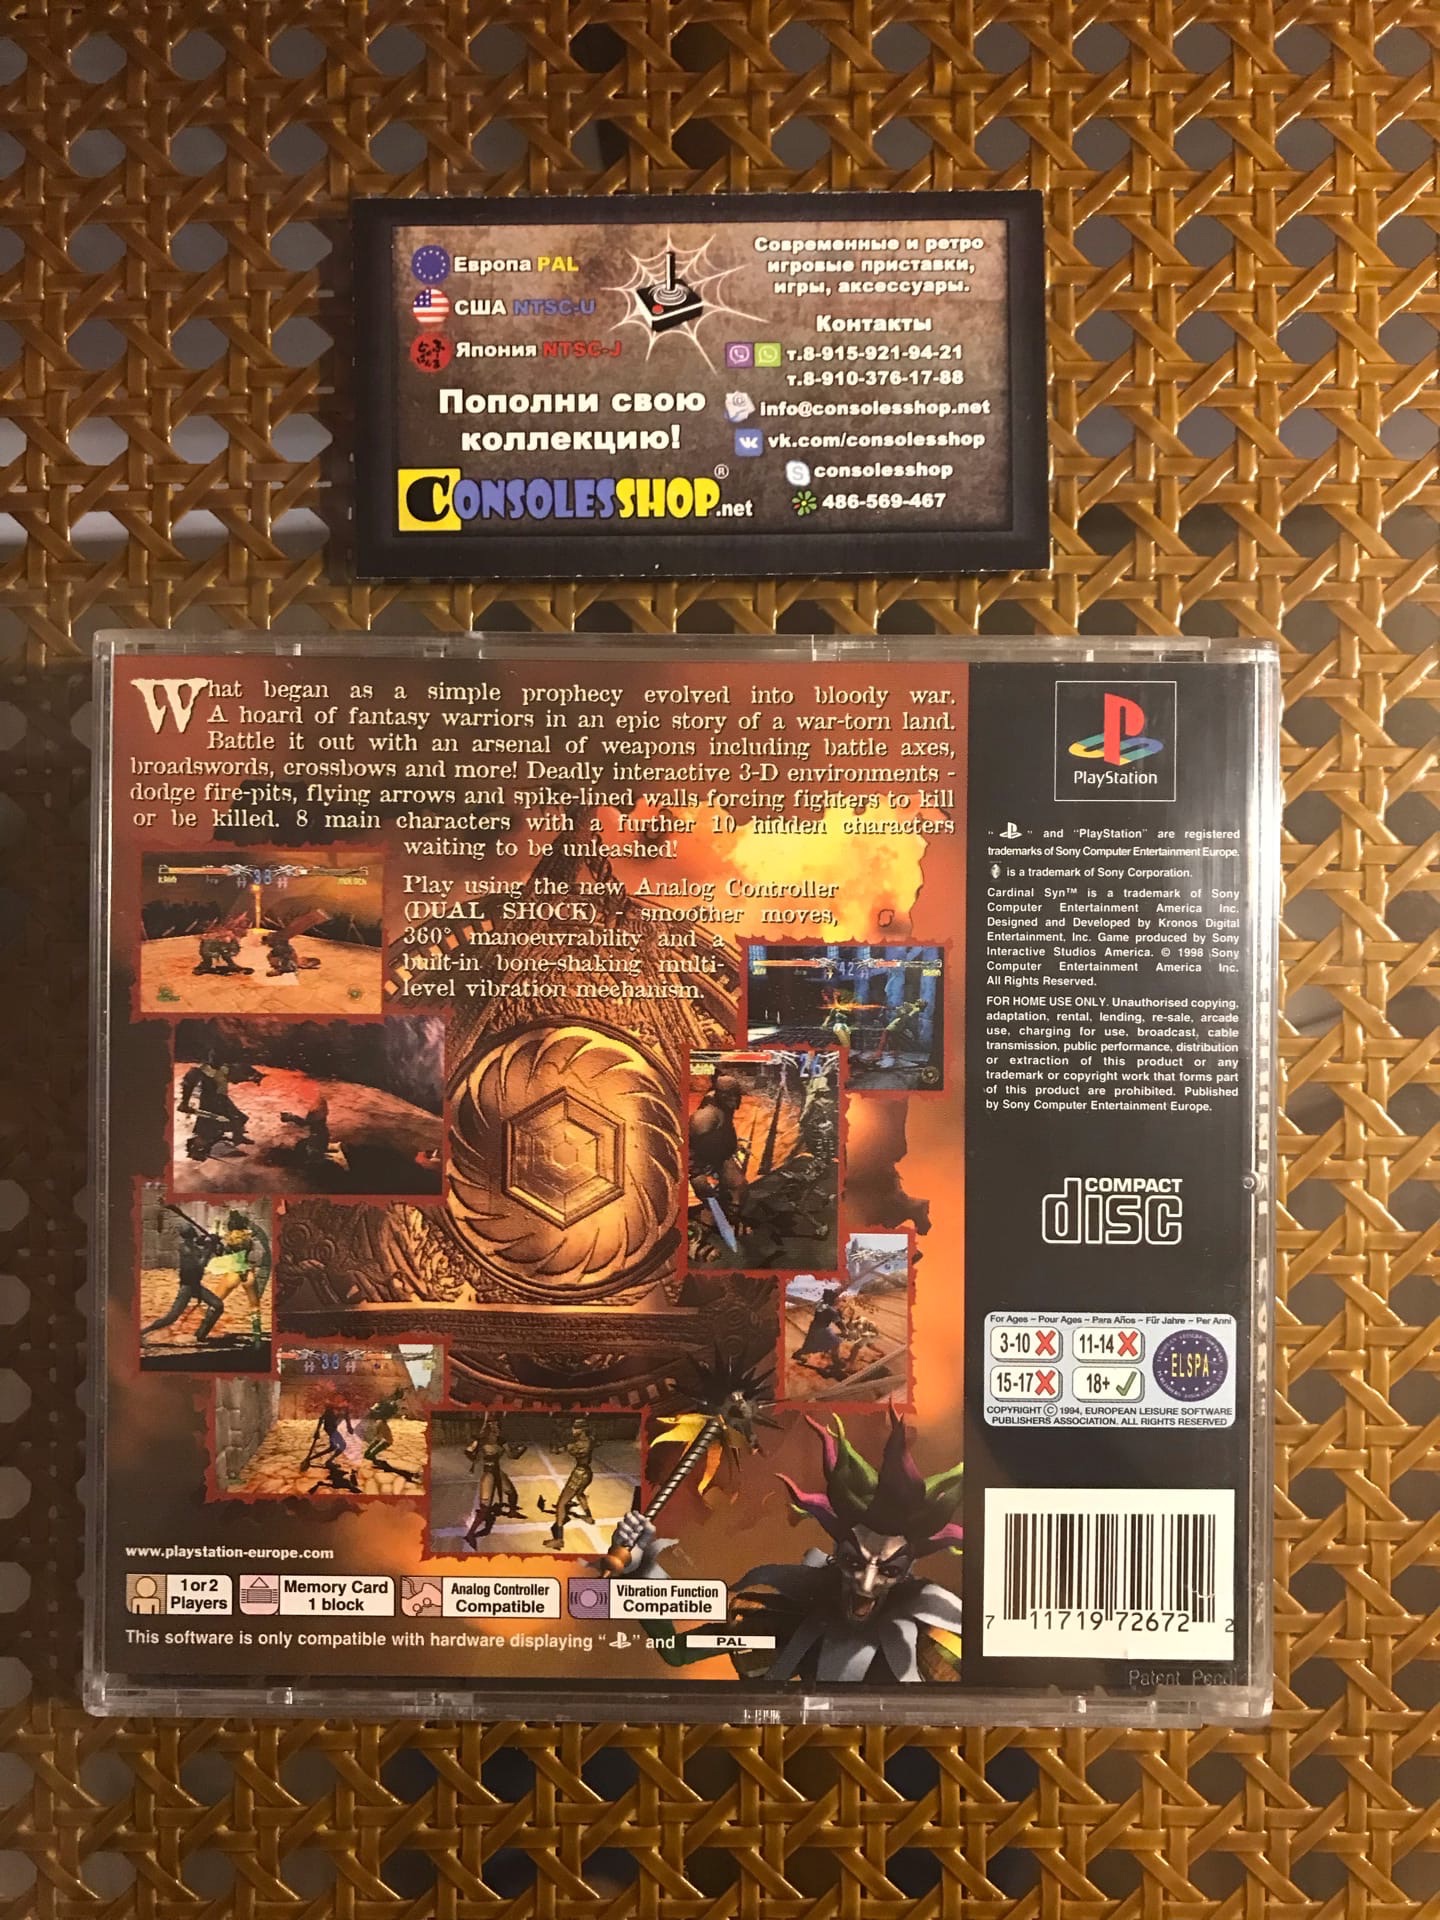 Европа PAL
США NTSC-U
Япония NTSC-J
Пополни свою
коллекцию!
CONSOLESSHOP.net
®
Современные и ретро
игровые приставки,
игры, аксессуары.
Контакты
т.8-915-921-94-21
т.8-910-376-17-88
info@consolesshop.net
vk.com/consolesshop
consolesshop
486-569-467
What began as a simple prophecy evolved into bloody war.
A hoard of fantasy warriors in an epic story of a war-torn land.
Battle it out with an arsenal of weapons including battle axes,
broadswords, crossbows and more! Deadly interactive 3-D environments -
dodge fire-pits, flying arrows and spike-lined walls forcing fighters to kill
or be killed. 8 main characters with a further 10 hidden characters
waiting to be unleashed!
Play using the new Analog Controller
(DUAL SHOCK) - smoother moves,
360° manoeuvrability and a
built-in bone-shaking multi-
level vibration mechanism.
www.playstation-europe.com
1 or 2
Players
Memory Card
1 block
Analog Controller
Compatible
Vibration Function
Compatible
This software is only compatible with hardware displaying " " and PAL
PlayStation
" " and "PlayStation" are registered
trademarks of Sony Computer Entertainment Europe.
is a trademark of Sony Corporation.
Cardinal Syn™ is a trademark of Sony
Computer Entertainment America Inc.
Designed and Developed by Kronos Digital
Entertainment, Inc. Game produced by Sony
Interactive Studios America. © 1998 Sony
Computer Entertainment America Inc.
All Rights Reserved.
FOR HOME USE ONLY. Unauthorised copying,
adaptation, rental, lending, re-sale, arcade
use, charging for use, broadcast, cable
transmission, public performance, distribution
or extraction of this product or any
trademark or copyright work that forms part
of this product are prohibited. Published
by Sony Computer Entertainment Europe.
COMPACT
disc
For Ages ~ Pour Ages ~ Para Años ~ Für Jahre ~ Per Anni
3-10 11-14
15-17 18+
ELSPA
COPYRIGHT © 1994, EUROPEAN LEISURE SOFTWARE
PUBLISHERS ASSOCIATION. ALL RIGHTS RESERVED
7 11719 72672 2